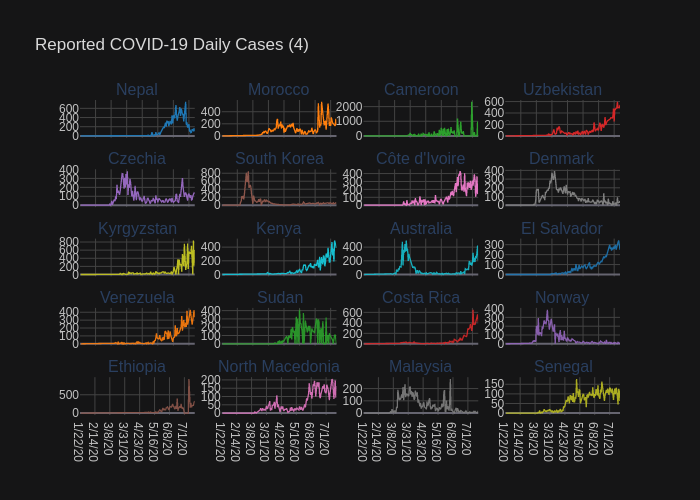 Reported COVID-19 Daily Cases (4)
Nepal Morocco Cameroon Uzbekistan
600 400 200 0 400 200 0 2000 1000 0 600 400 200 0
Czechia South Korea Côte d'Ivoire Denmark
400 300 200 100 0 800 600 400 200 0 400 300 200 100 0 400 300 200 100 0
Kyrgyzstan Kenya Australia El Salvador
800 600 400 200 0 400 200 0 400 200 0 300 200 100 0
Venezuela Sudan Costa Rica Norway
400 300 200 100 0 400 300 200 100 0 600 400 200 0 400 300 200 100 0
Ethiopia North Macedonia Malaysia Senegal
500 0 200 150 100 50 0 200 100 0 150 100 50 0
1/22/20 2/14/20 3/8/20 3/31/20 4/23/20 5/16/20 6/8/20 7/1/20 1/22/20 2/14/20 3/8/20 3/31/20 4/23/20 5/16/20 6/8/20 7/1/20 1/22/20 2/14/20 3/8/20 3/31/20 4/23/20 5/16/20 6/8/20 7/1/20 1/22/20 2/14/20 3/8/20 3/31/20 4/23/20 5/16/20 6/8/20 7/1/20